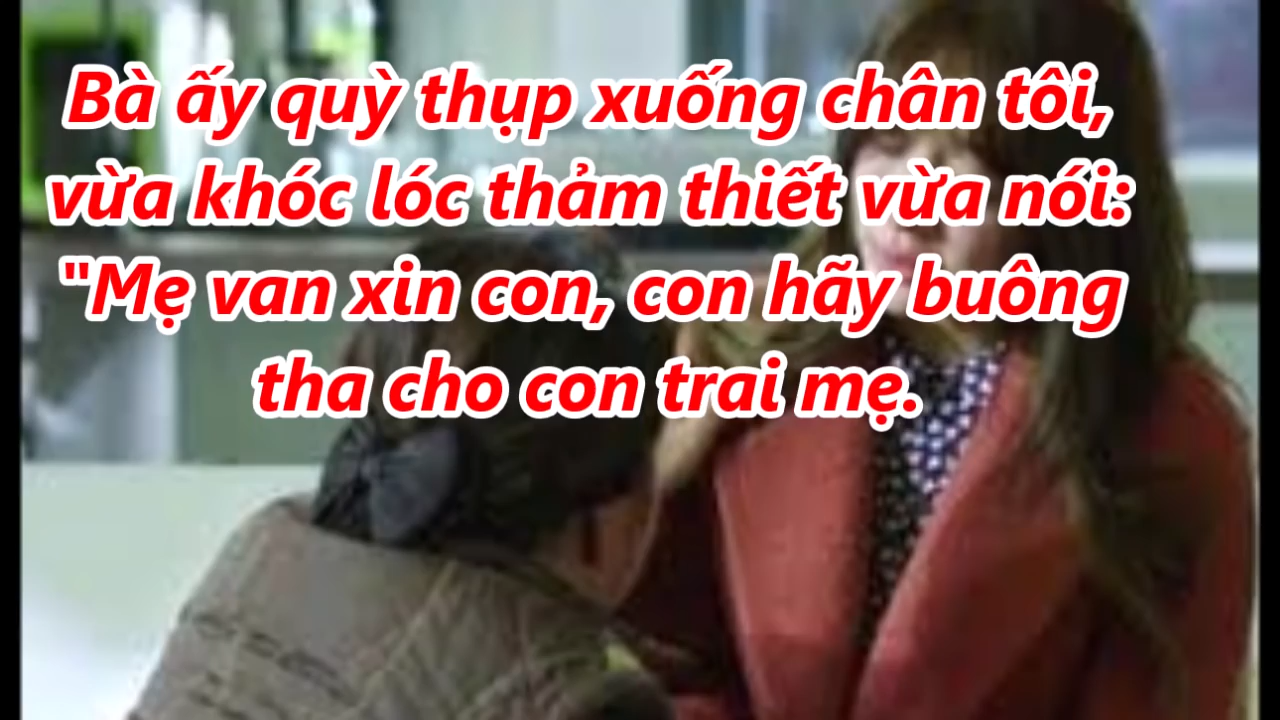 Bà ấy quỳ thụp xuống chân tôi,
vừa khóc lóc thảm thiết vừa nói:
"Mẹ van xin con, con hãy buông
tha cho con trai mẹ.